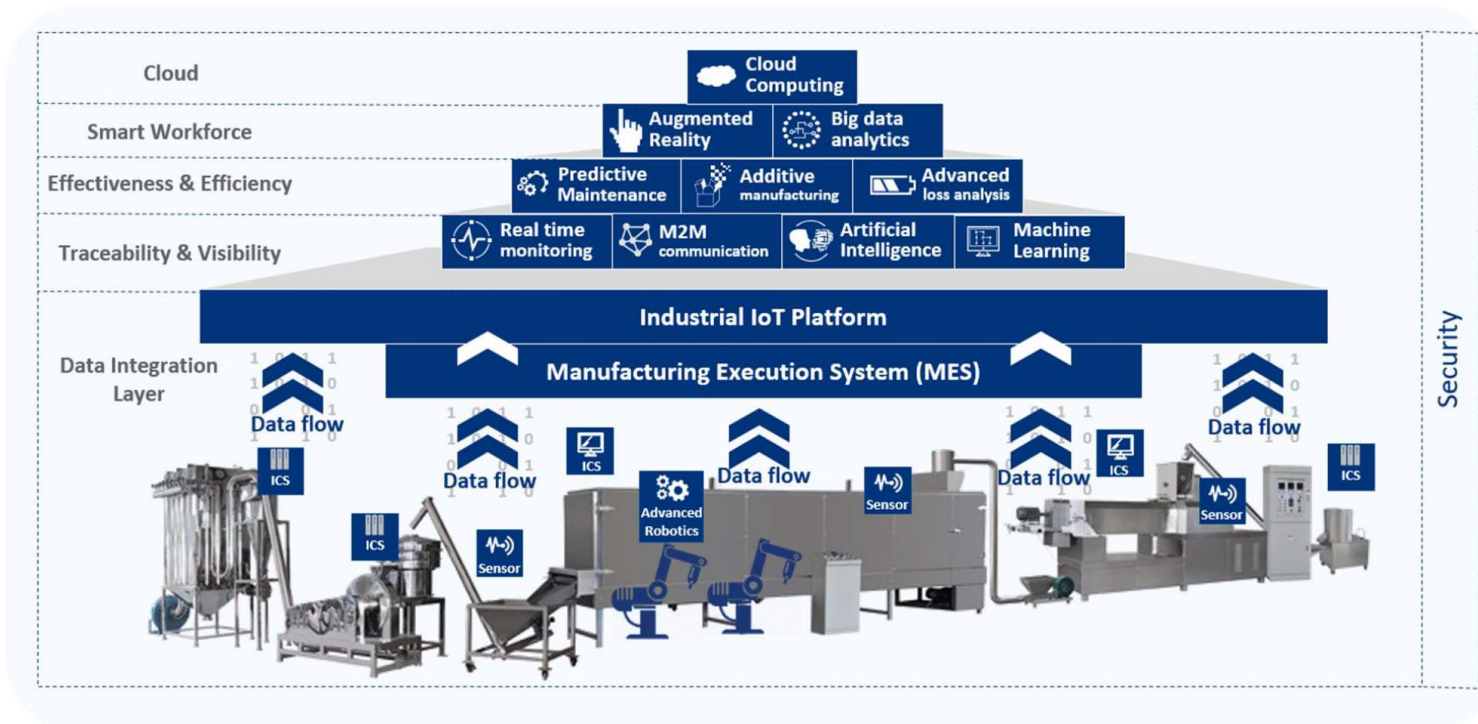 Cloud
Cloud
Computing
Smart Workforce
Augmented
Reality
Big data
analytics
Effectiveness & Efficiency
Predictive
Maintenance
Additive
manufacturing
Advanced
loss analysis
Traceability & Visibility
Real time
monitoring
M2M
communication
Artificial
Intelligence
Machine
Learning
Industrial IoT Platform
Data Integration
Layer
Manufacturing Execution System (MES)
Data flow
Data flow
Data flow
Data flow
Data flow
ICS
ICS
ICS
ICS
ICS
Sensor
Advanced
Robotics
Sensor
Sensor
Security